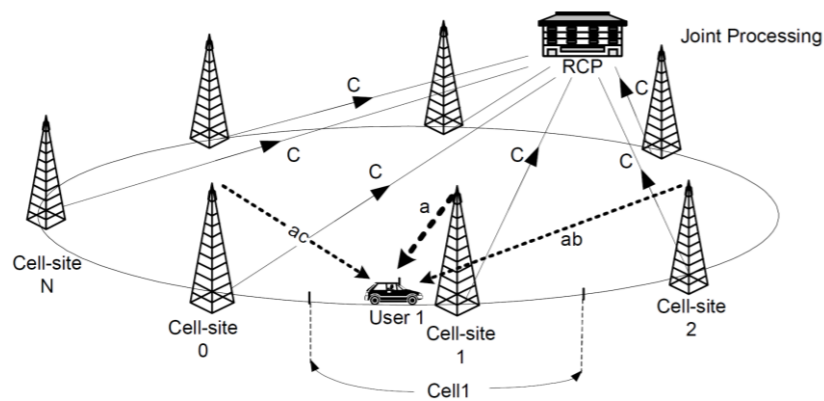 Joint Processing
RCP
C
C
C
C
C
C
a
ac
ab
Cell-site
N
User 1
Cell-site
0
Cell-site
1
Cell-site
2
Cell1